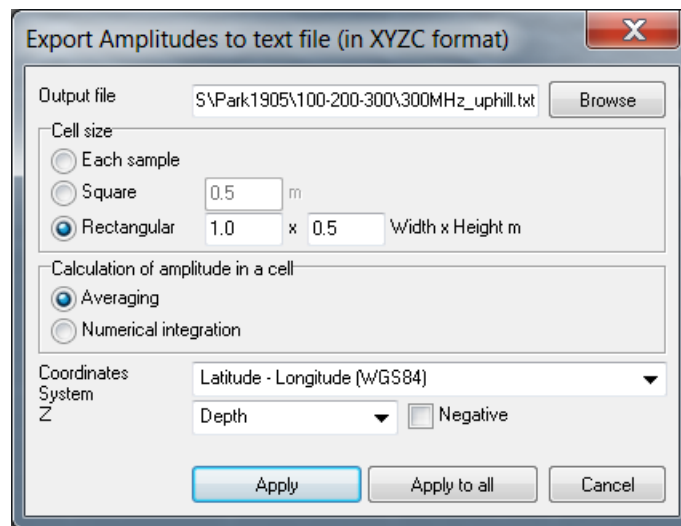 Export Amplitudes to text file (in XYZC format)
Output file S\Park1905\100-200-300\300MHz_uphill.txt Browse
Cell size
Each sample
Square 0.5 m
Rectangular 1.0 x 0.5 Width x Height m
Calculation of amplitude in a cell
Averaging
Numerical integration
Coordinates
System Latitude - Longitude (WGS84)
Z Depth Negative
Apply Apply to all Cancel